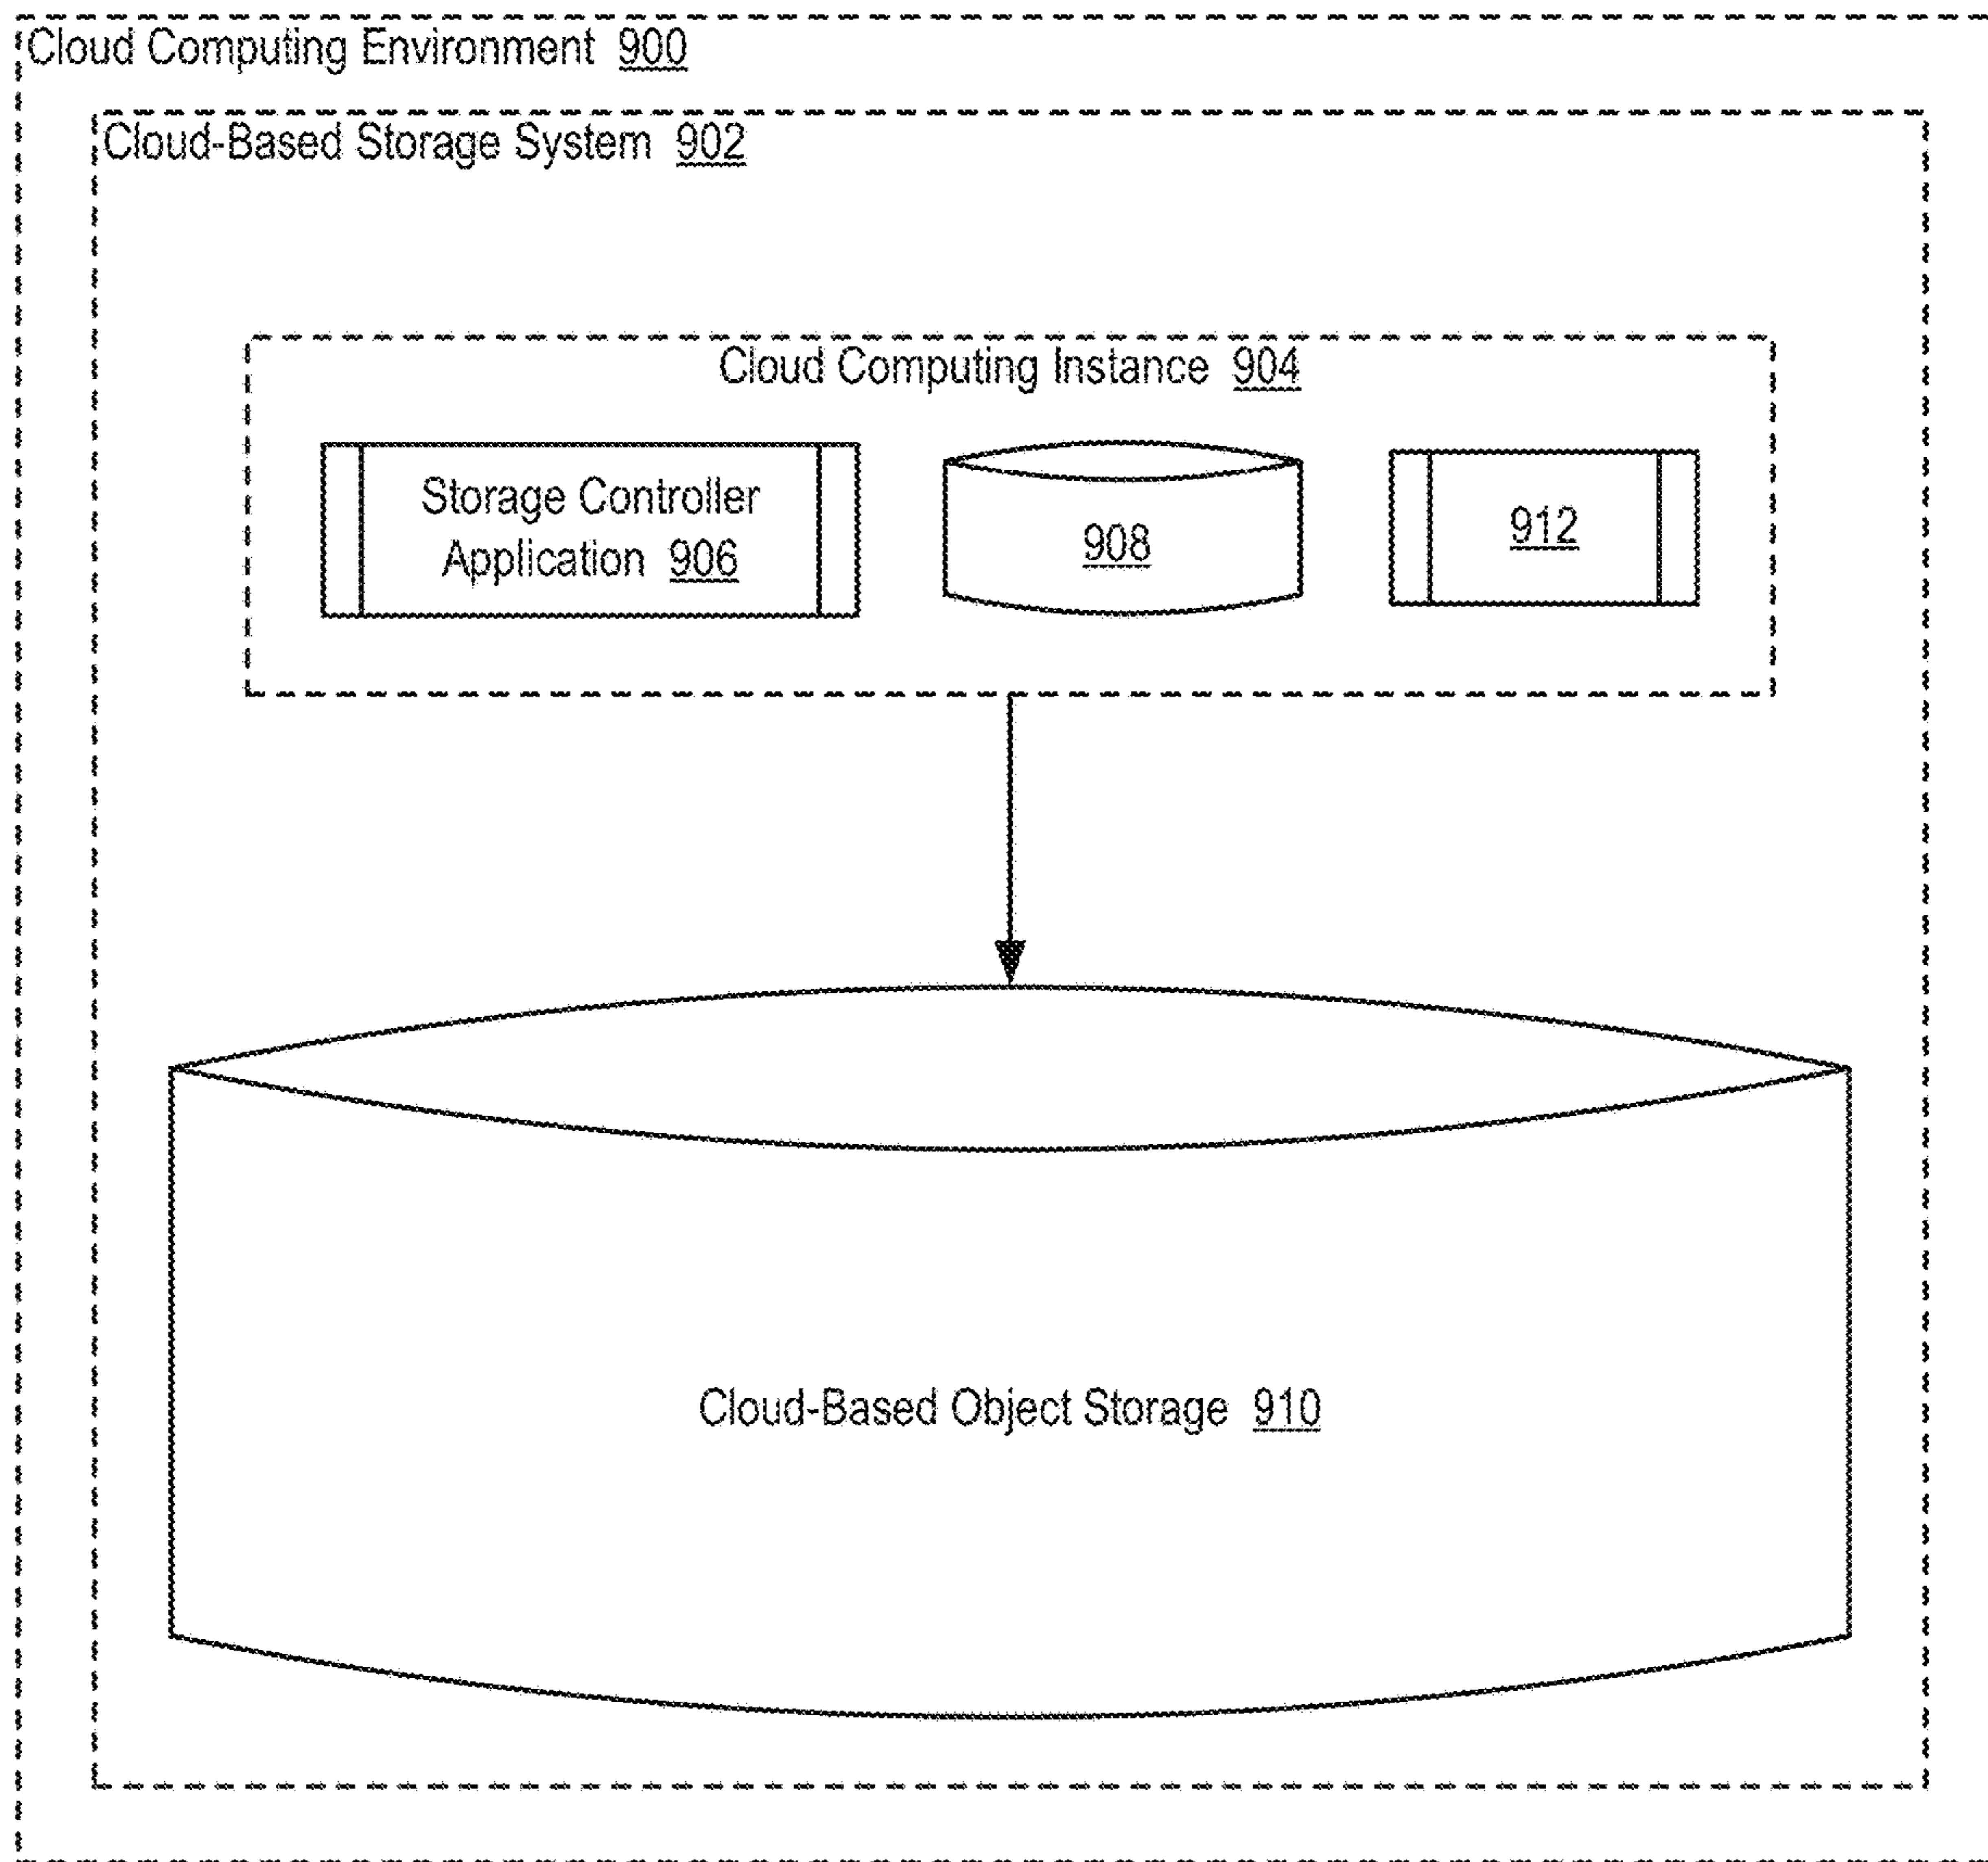 Cloud Computing Environment 900
Cloud-Based Storage System 902
Cloud Computing Instance 904
Storage Controller
Application 906
908
912
Cloud-Based Object Storage 910